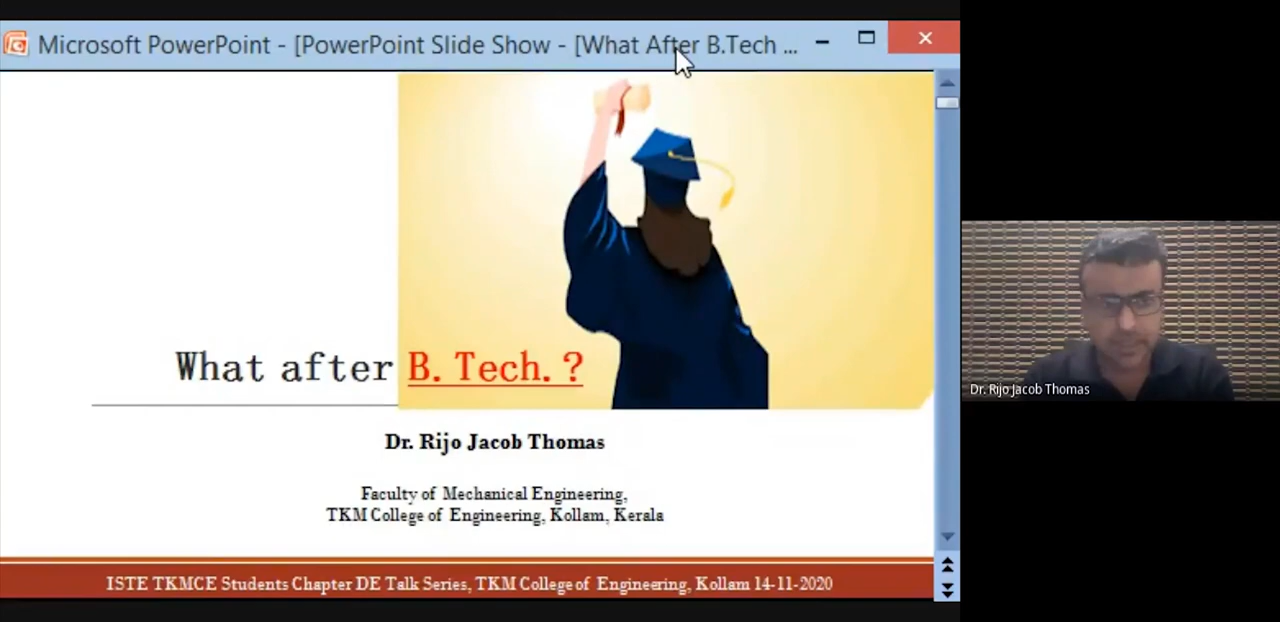 Microsoft PowerPoint - [PowerPoint Slide Show - [What After B.Tech ...
What after B. Tech. ?
Dr. Rijo Jacob Thomas
Faculty of Mechanical Engineering,
TKM College of Engineering, Kollam, Kerala
ISTE TKMCE Students Chapter DE Talk Series, TKM College of Engineering, Kollam 14-11-2020
Dr. Rijo Jacob Thomas